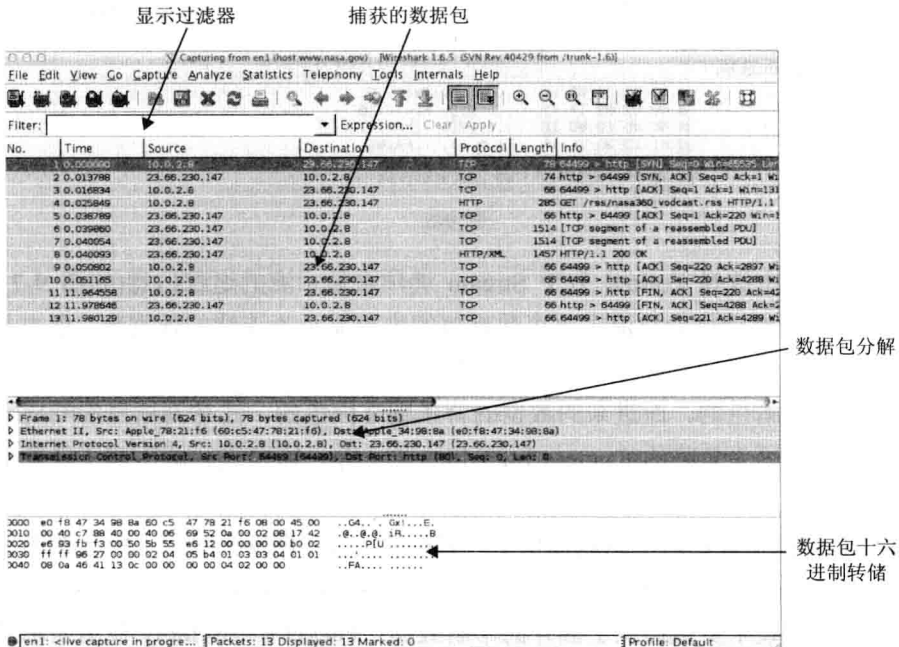 显示过滤器
捕获的数据包
Capturing from en1 (host www.nasa.gov) [Wireshark 1.6.5 (SVN Rev 40429 from /trunk-1.6)]
File Edit View Go Capture Analyze Statistics Telephony Tools Internals Help
Filter: Expression... Clear Apply
No. Time Source Destination Protocol Length Info
1 0.000000 10.0.2.8 23.66.230.147 TCP 78 64499 > http [SYN] Seq=0 Win=65535 Len
2 0.013788 23.66.230.147 10.0.2.8 TCP 74 http > 64499 [SYN, ACK] Seq=0 Ack=1 Wi
3 0.016834 10.0.2.8 23.66.230.147 TCP 66 64499 > http [ACK] Seq=1 Ack=1 Win=131
4 0.025849 10.0.2.8 23.66.230.147 HTTP 285 GET /rss/nasa360_vodcast.rss HTTP/1.1
5 0.038789 23.66.230.147 10.0.2.8 TCP 66 http > 64499 [ACK] Seq=1 Ack=220 Win=1
6 0.039860 23.66.230.147 10.0.2.8 TCP 1514 [TCP segment of a reassembled PDU]
7 0.040054 23.66.230.147 10.0.2.8 TCP 1514 [TCP segment of a reassembled PDU]
8 0.040093 23.66.230.147 10.0.2.8 HTTP/XML 1457 HTTP/1.1 200 OK
9 0.050802 10.0.2.8 23.66.230.147 TCP 66 64499 > http [ACK] Seq=220 Ack=2897 Wi
10 0.051165 10.0.2.8 23.66.230.147 TCP 66 64499 > http [ACK] Seq=220 Ack=4288 Wi
11 11.964558 10.0.2.8 23.66.230.147 TCP 66 64499 > http [FIN, ACK] Seq=220 Ack=42
12 11.978646 23.66.230.147 10.0.2.8 TCP 66 http > 64499 [FIN, ACK] Seq=4288 Ack=2
13 11.980129 10.0.2.8 23.66.230.147 TCP 66 64499 > http [ACK] Seq=221 Ack=4289 Wi
数据包分解
Frame 1: 78 bytes on wire (624 bits), 78 bytes captured (624 bits)
Ethernet II, Src: Apple_78:21:f6 (60:c5:47:78:21:f6), Dst: Apple_34:98:8a (e0:f8:47:34:98:8a)
Internet Protocol Version 4, Src: 10.0.2.8 (10.0.2.8), Dst: 23.66.230.147 (23.66.230.147)
Transmission Control Protocol, Src Port: 64499 (64499), Dst Port: http (80), Seq: 0, Len: 0
0000 e0 f8 47 34 98 8a 60 c5 47 78 21 f6 08 00 45 00 ..G4..`. Gx!...E.
0010 00 40 c7 88 40 00 40 06 69 52 0a 00 02 08 17 42 .@..@.@. iR.....B
0020 e6 93 fb f3 00 50 5b 55 e6 12 00 00 00 00 b0 02 .....P[U ........
0030 ff ff 96 27 00 00 02 04 05 b4 01 03 03 04 01 01 ...'.... ........
0040 08 0a 46 41 13 0c 00 00 00 00 04 02 00 00 ..FA.... ......
数据包十六
进制转储
en1: <live capture in progre... Packets: 13 Displayed: 13 Marked: 0 Profile: Default